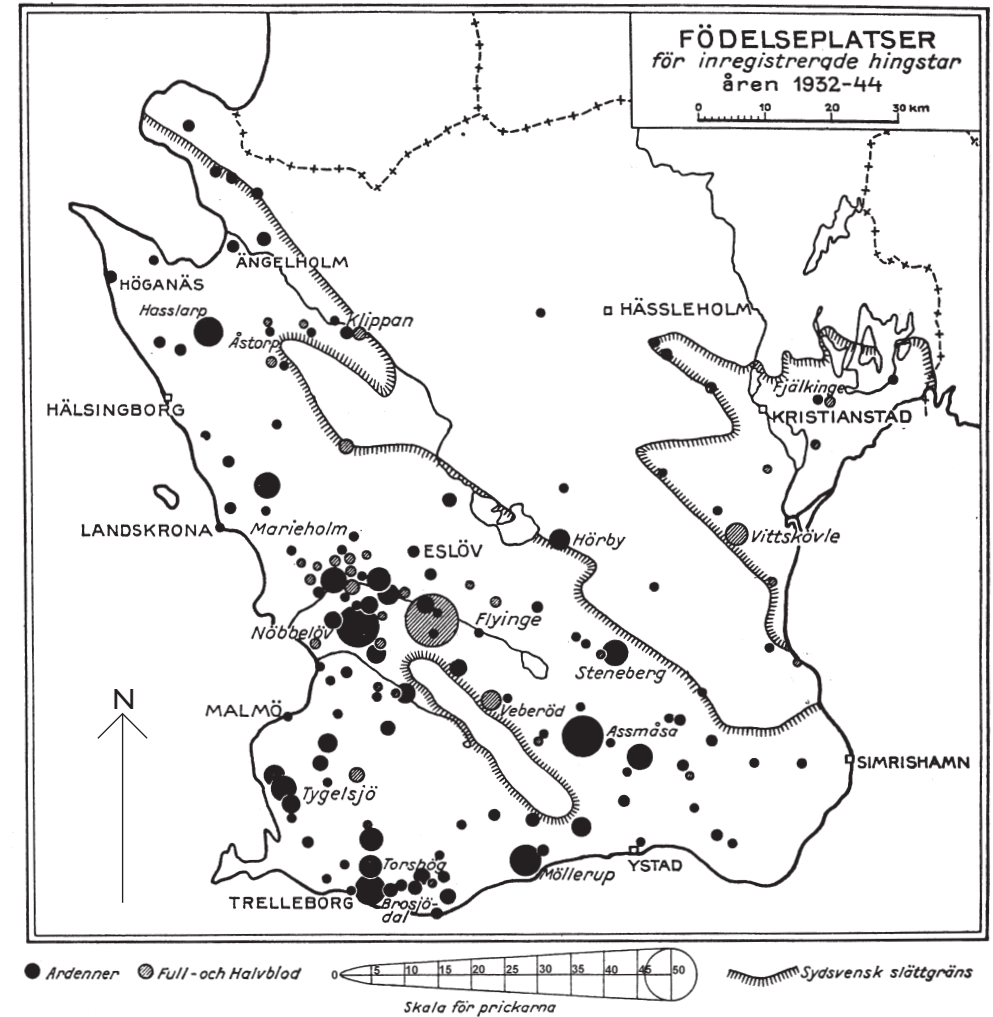 FÖDELSEPLATSER
för inregistrerade hingstar
åren 1932-44
0 10 20 30 KM
ÄNGELHOLM
HÖGANÄS
Hasslarp
Klippan
Åstorp
HÄSSLEHOLM
Fjälkinge
HÄLSINGBORG
KRISTIANSTAD
LANDSKRONA
Marieholm
ESLÖV
Hörby
Vittskövle
Nöbbelöv
Flyinge
Steneberg
N
MALMÖ
Veberöd
Assmåsa
SIMRISHAMN
Tygelsjö
YSTAD
Torshög
Möllerup
TRELLEBORG
Brosjö-
dal
Ardenner
Full-och Halvblod
0 5 10 15 20 25 30 35 40 45 50
Sydsvensk slättgräns
Skala för prickarna